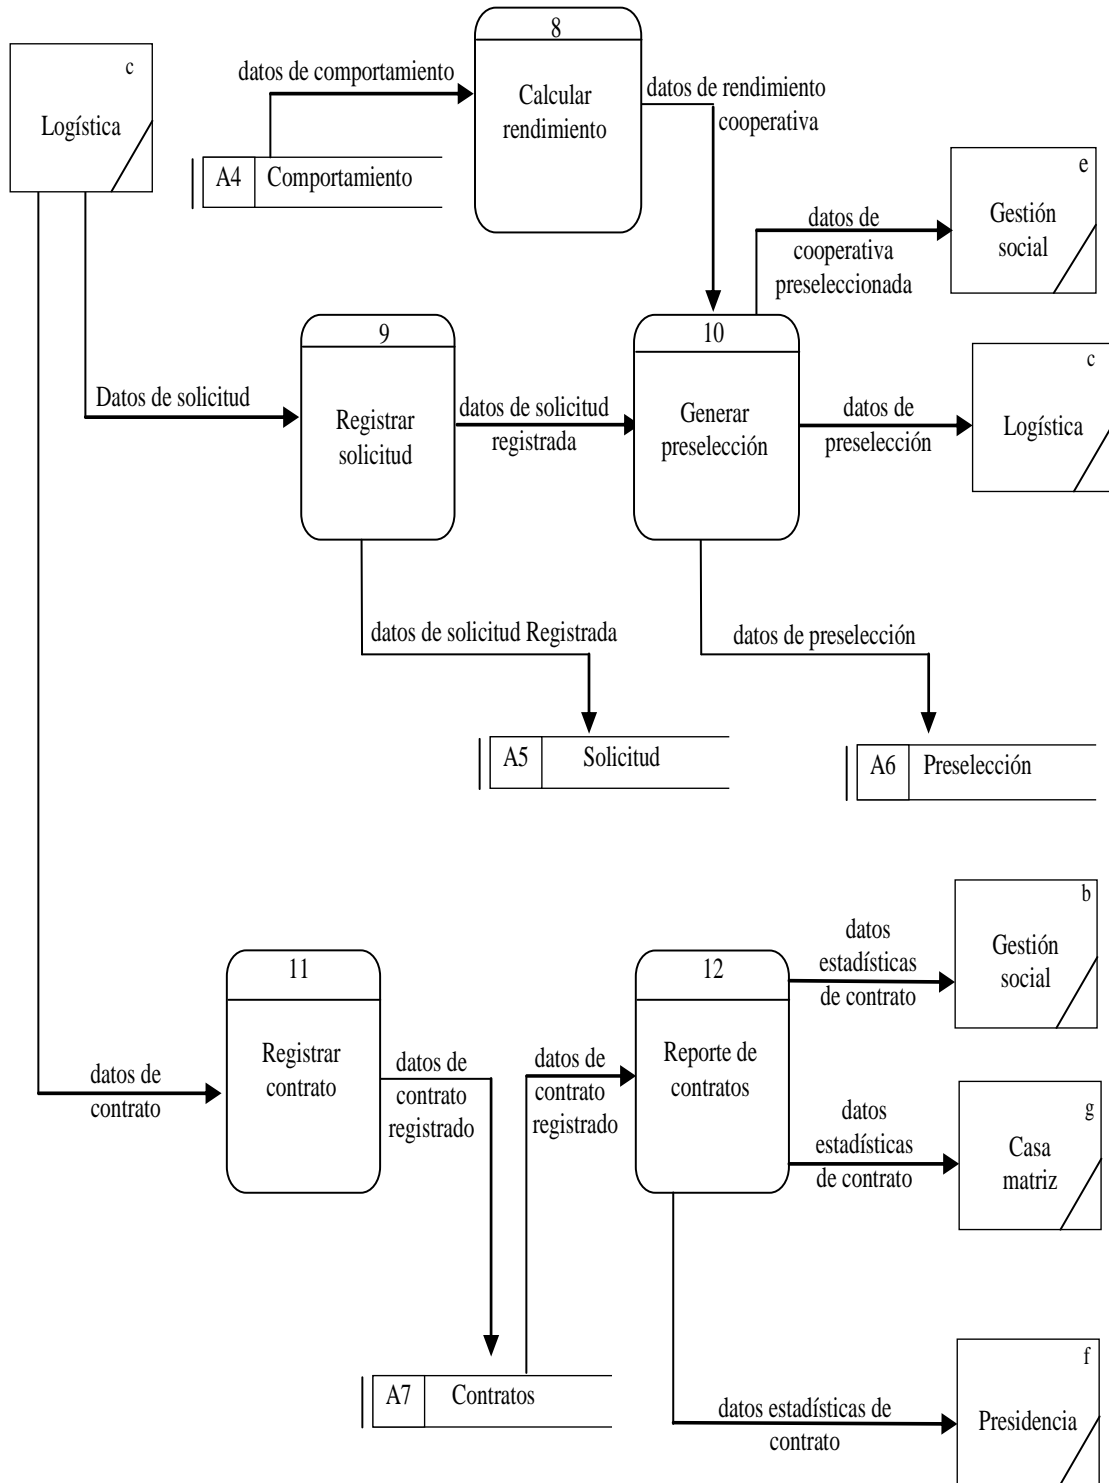 8
c
Logística
datos de comportamiento
Calcular
rendimiento
datos de rendimiento
cooperativa
A4
Comportamiento
e
Gestión
social
datos de
cooperativa
preseleccionada
9
10
c
Datos de solicitud
Registrar
solicitud
datos de solicitud
registrada
Generar
preselección
datos de
preselección
Logística
datos de solicitud Registrada
datos de preselección
A5
Solicitud
A6
Preselección
b
Gestión
social
datos
estadísticas
de contrato
11
12
Registrar
contrato
datos de
contrato
datos de
contrato
registrado
datos de
contrato
registrado
Reporte de
contratos
datos
estadísticas
de contrato
g
Casa
matriz
f
A7
Contratos
datos estadísticas de
contrato
Presidencia